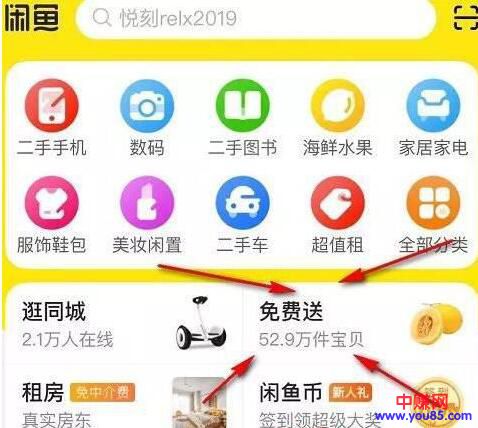 闲鱼
悦刻relx2019
二手手机 数码 二手图书 海鲜水果 家居家电
服饰鞋包 美妆闲置 二手车 超值租 全部分类
逛同城 免费送
2.1万人在线 52.9万件宝贝
租房 免中介费 闲鱼币 新人礼
真实房东 签到领超级大奖
签到
中赚网
www.you85.com